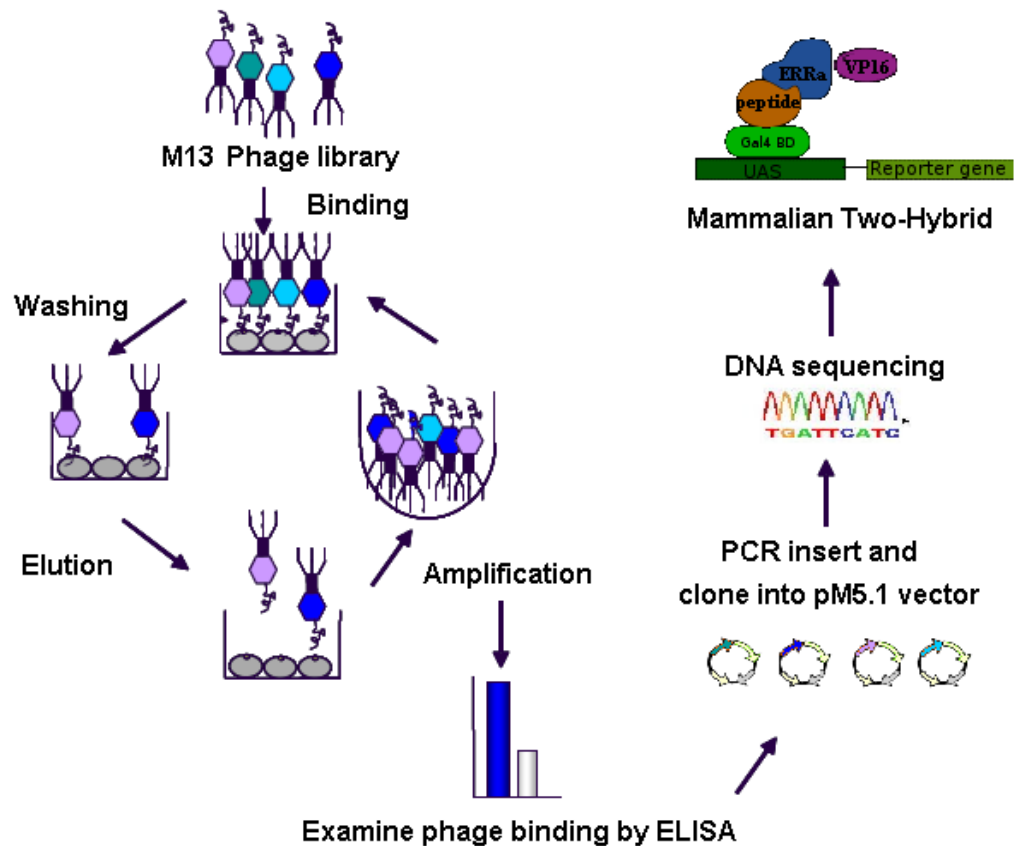 M13 Phage library
Binding
Washing
Elution
Amplification
Examine phage binding by ELISA
PCR insert and
clone into pM5.1 vector
DNA sequencing
TGATTCATC
Mammalian Two-Hybrid
ERRa
VP16
peptide
Gal4 BD
UAS
Reporter gene